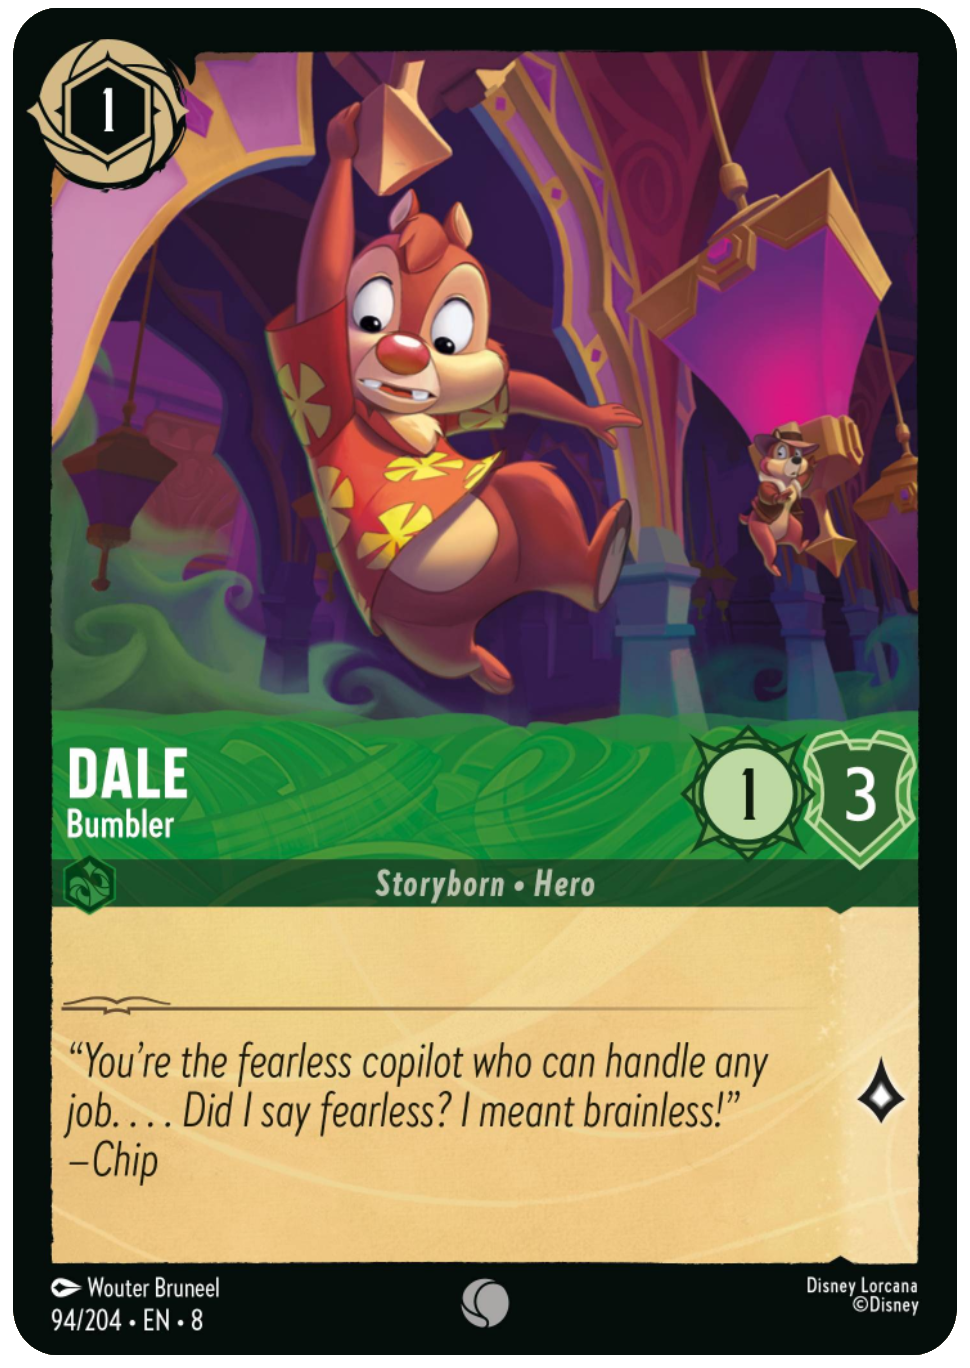 1
DALE
Bumbler
1
3
Storyborn • Hero
“You’re the fearless copilot who can handle any
job. . . . Did I say fearless? I meant brainless!”
–Chip
Wouter Bruneel
94/204 • EN • 8
Disney Lorcana
©Disney